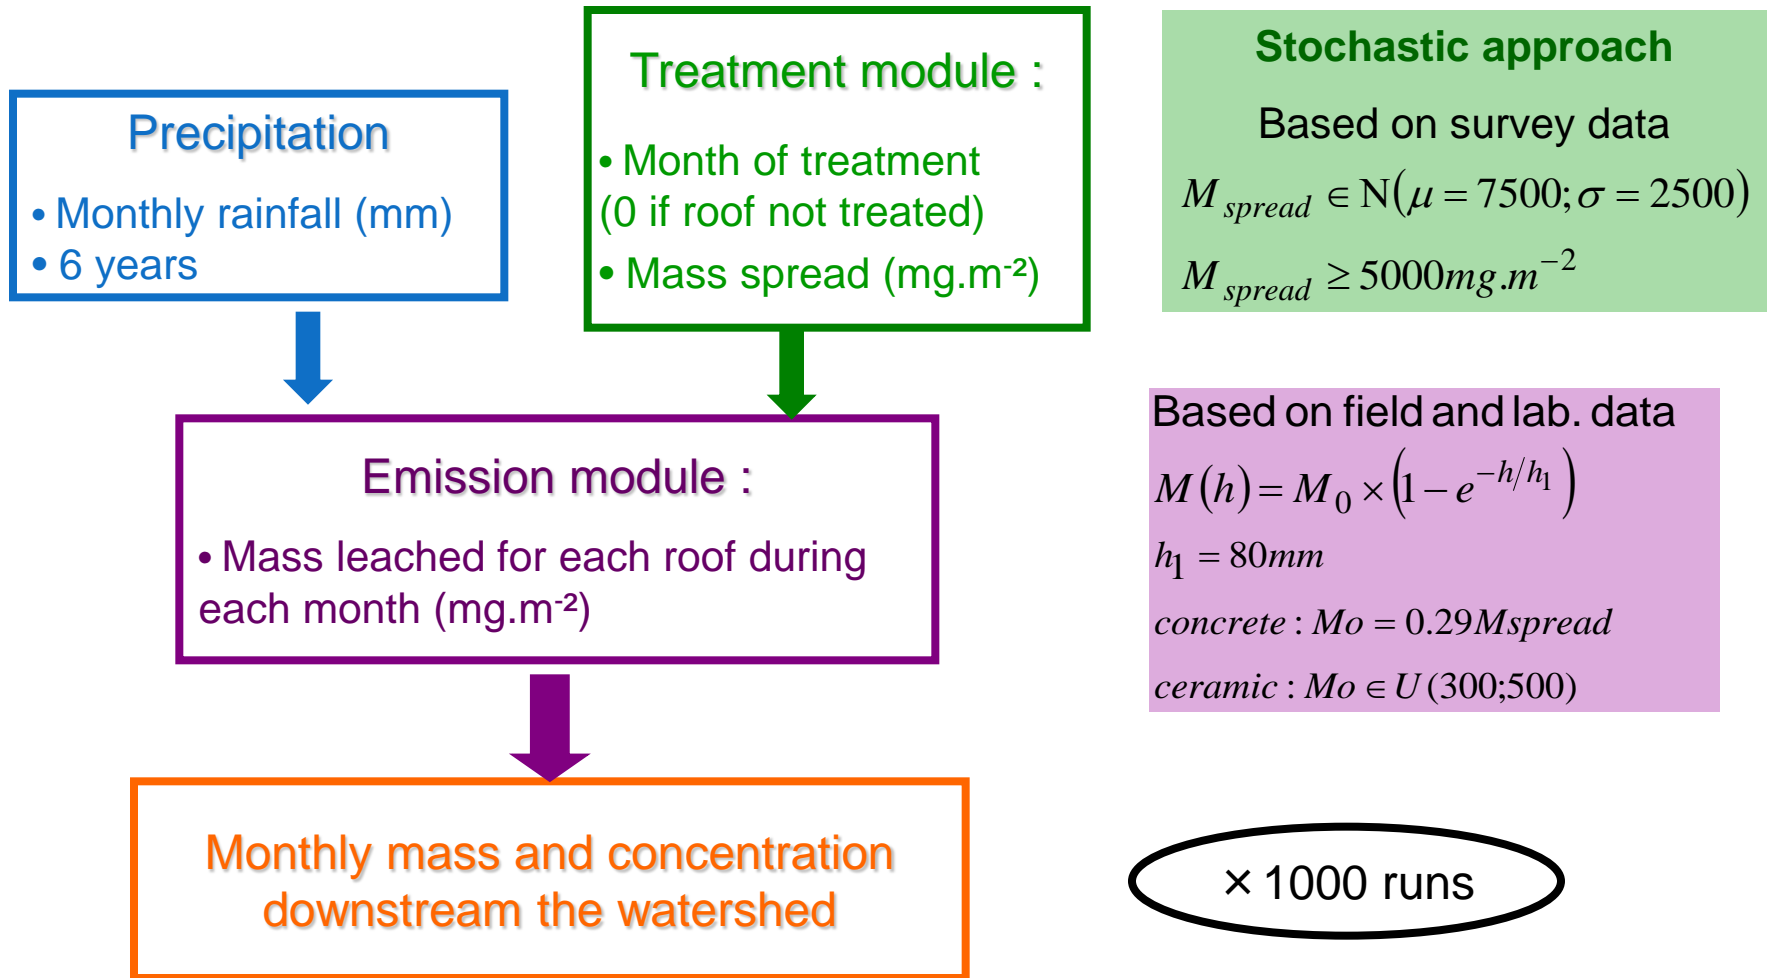 Precipitation
• Monthly rainfall (mm)
• 6 years
Treatment module :
• Month of treatment
(0 if roof not treated)
• Mass spread (mg.m⁻²)
Stochastic approach
Based on survey data
M_spread ∈ N(μ = 7500; σ = 2500)
M_spread ≥ 5000mg.m⁻²
Emission module :
• Mass leached for each roof during
each month (mg.m⁻²)
Based on field and lab. data
M(h) = M₀ × (1 − e^(−h/h₁))
h₁ = 80mm
concrete : Mo = 0.29Mspread
ceramic : Mo ∈ U(300;500)
Monthly mass and concentration
downstream the watershed
× 1000 runs